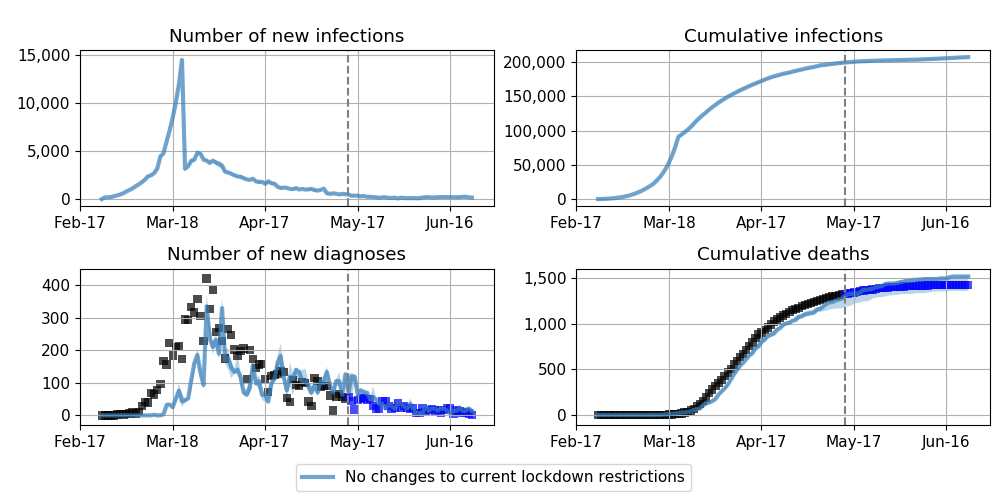 Number of new infections
15,000
10,000
5,000
0
Feb-17 Mar-18 Apr-17 May-17 Jun-16
Cumulative infections
200,000
150,000
100,000
50,000
0
Feb-17 Mar-18 Apr-17 May-17 Jun-16
Number of new diagnoses
400
300
200
100
0
Feb-17 Mar-18 Apr-17 May-17 Jun-16
Cumulative deaths
1,500
1,000
500
0
Feb-17 Mar-18 Apr-17 May-17 Jun-16
No changes to current lockdown restrictions